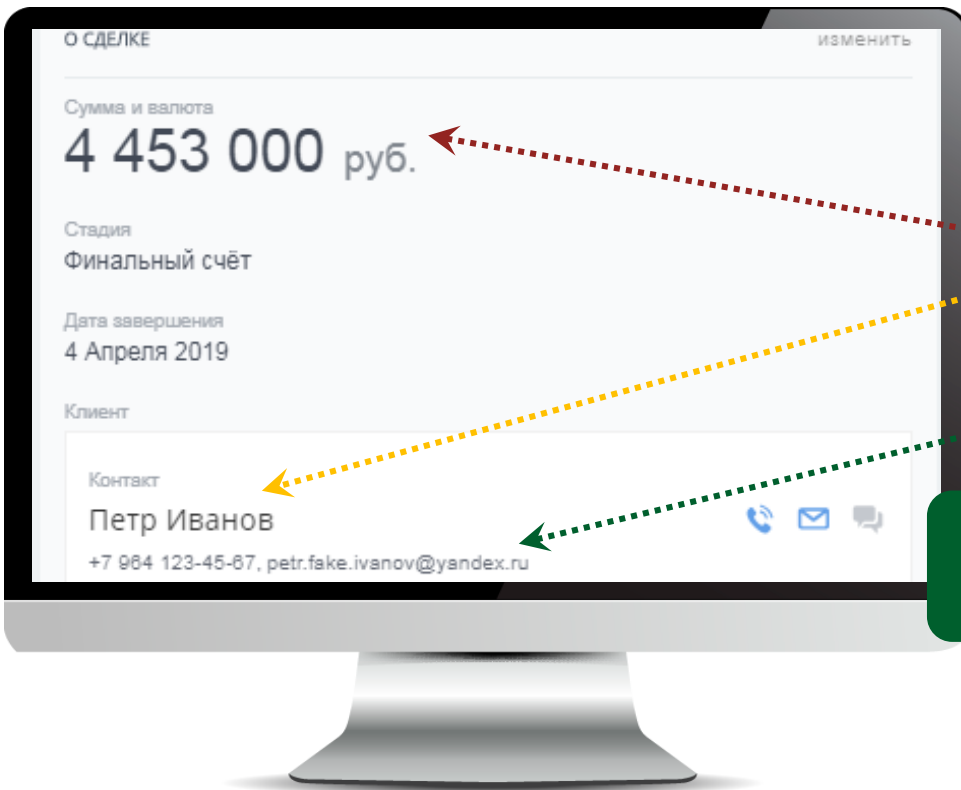 О СДЕЛКЕ
изменить
Сумма и валюта
4 453 000 руб.
Стадия
Финальный счёт
Дата завершения
4 Апреля 2019
Клиент
Контакт
Петр Иванов
+7 964 123-45-67, petr.fake.ivanov@yandex.ru